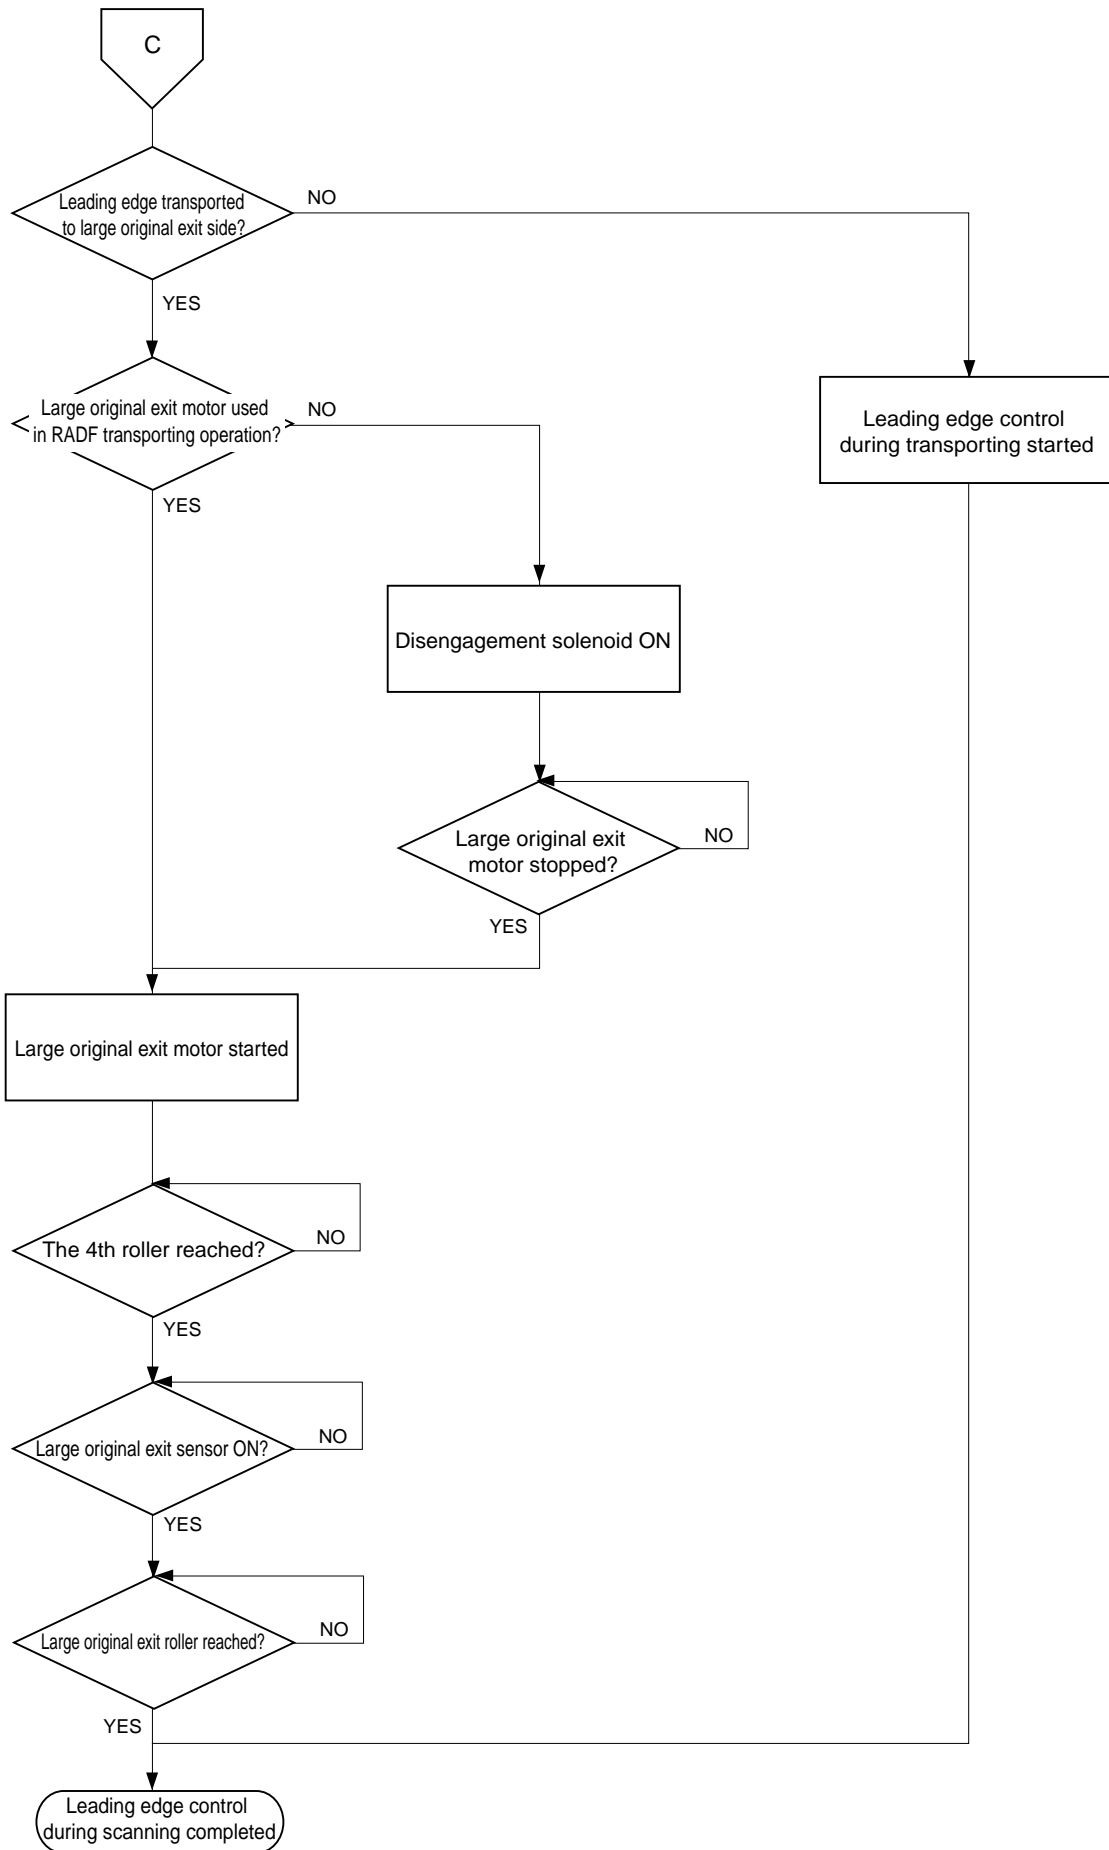 C
Leading edge transported
to large original exit side?
NO
YES
Large original exit motor used
in RADF transporting operation?
NO
YES
Leading edge control
during transporting started
Disengagement solenoid ON
Large original exit
motor stopped?
NO
YES
Large original exit motor started
The 4th roller reached?
NO
YES
Large original exit sensor ON?
NO
YES
Large original exit roller reached?
NO
YES
Leading edge control
during scanning completed